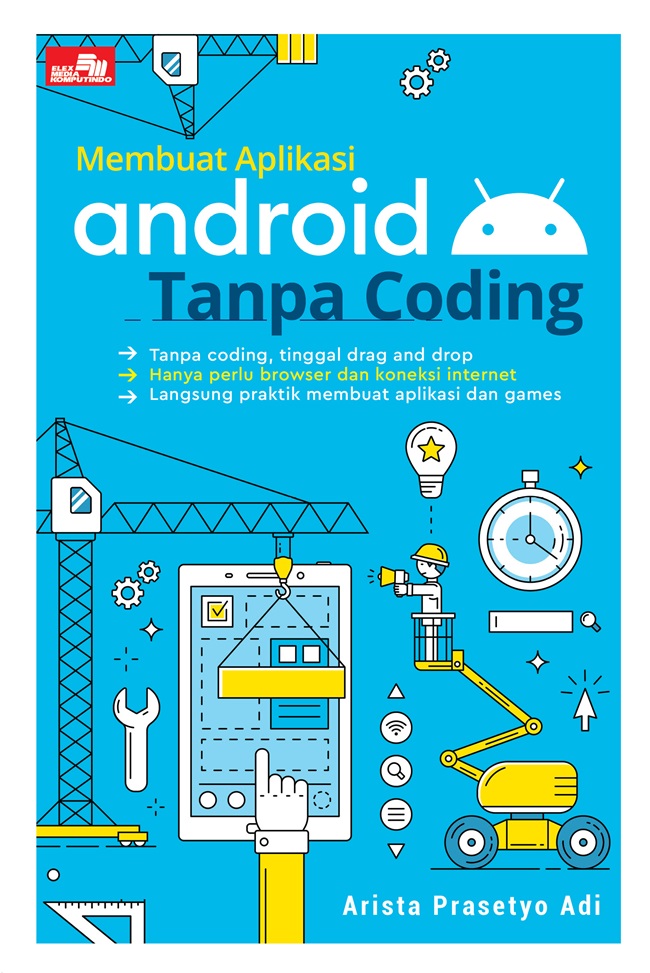 ELEX
MEDIA
KOMPUTINDO
Membuat Aplikasi
android
Tanpa Coding
Tanpa coding, tinggal drag and drop
Hanya perlu browser dan koneksi internet
Langsung praktik membuat aplikasi dan games
Arista Prasetyo Adi